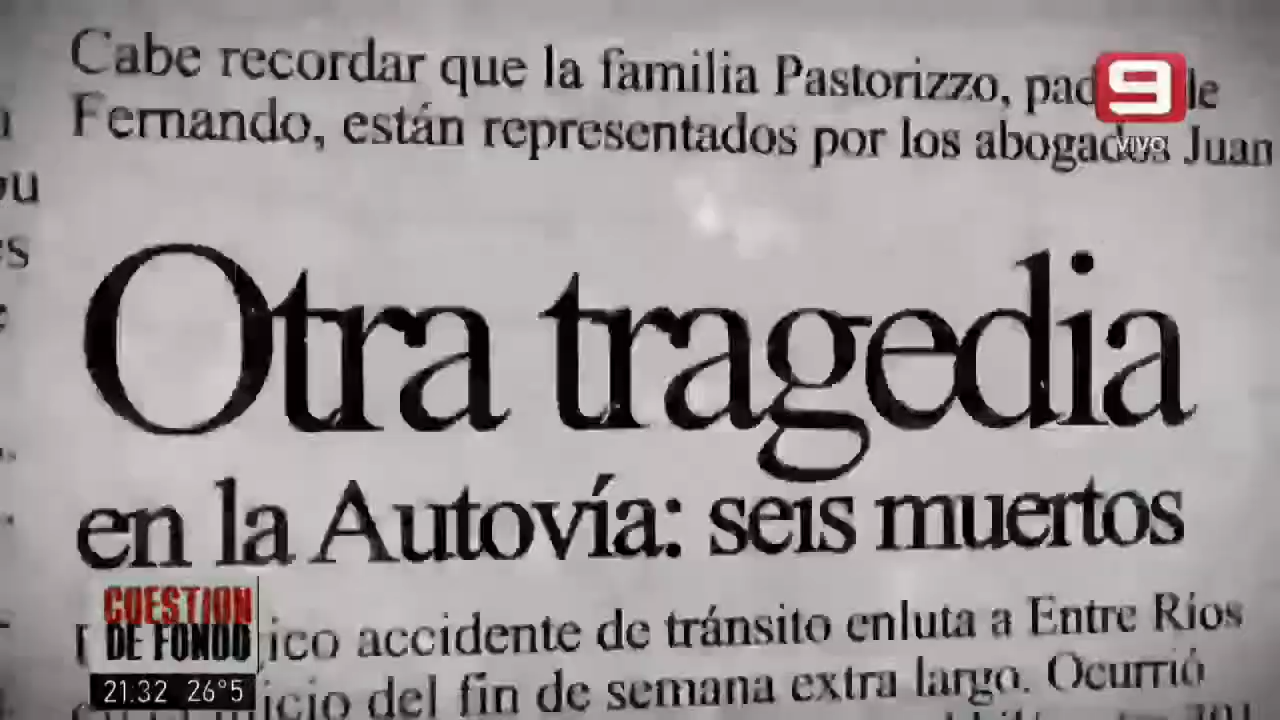 Cabe recordar que la familia Pastorizzo, pad le
Fernando, están representados por los abogados Juan
9
VIVO
Otra tragedia
en la Autovía: seis muertos
ico accidente de tránsito enluta a Entre Ríos
icio del fin de semana extra largo. Ocurrió
CUESTION
DE FONDO
21.32 26°5